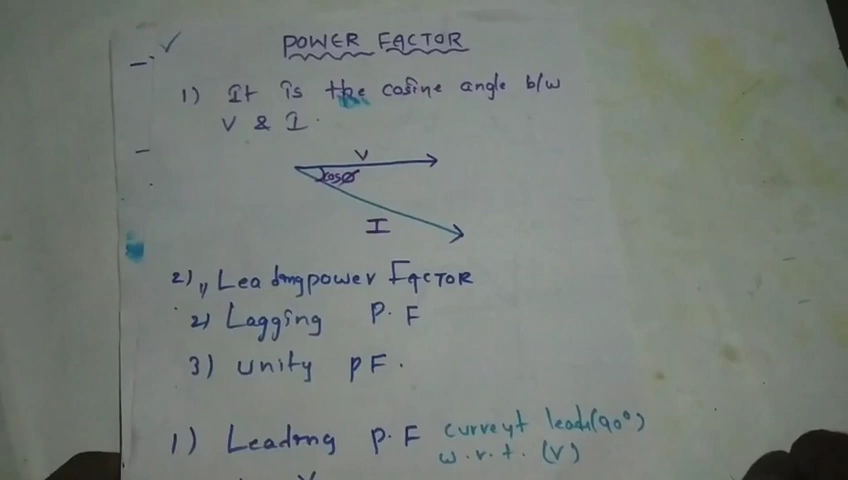 POWER FACTOR
1) It is the cosine angle b/w
V & I.
V
cosø
I
2) 1) Leading power FACTOR
2) Lagging P.F
3) unity PF.
1) Leading P.F current leads(90°)
w.r.t. (V)
V